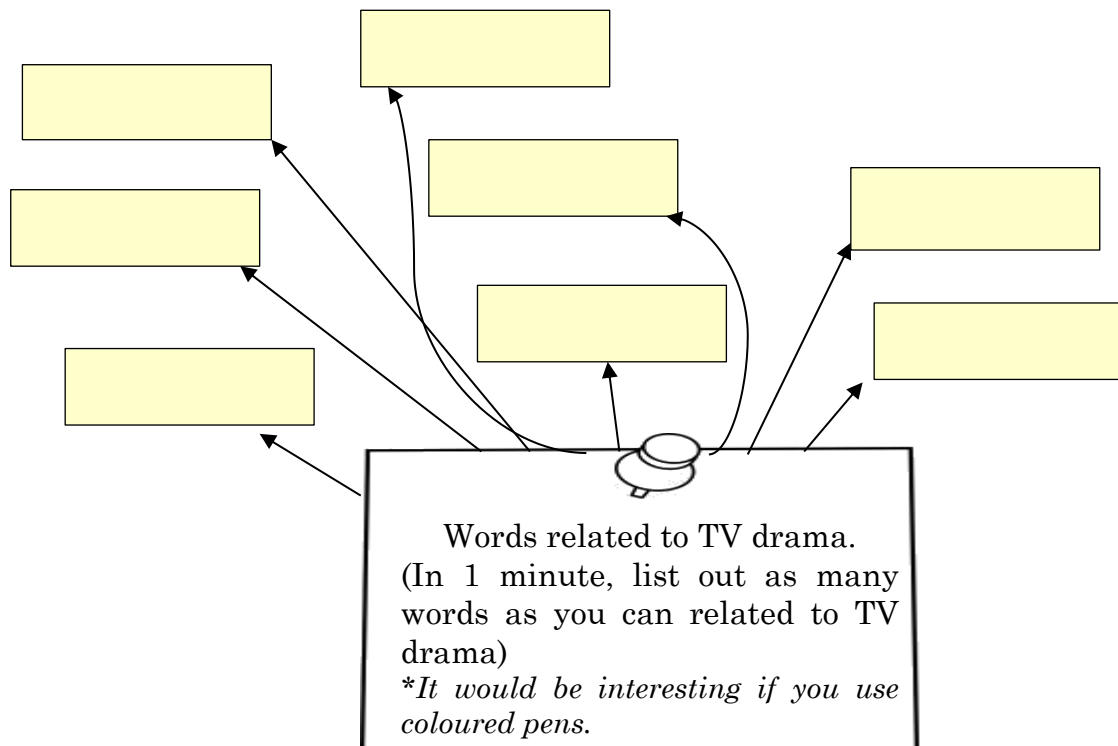 Words related to TV drama.
(In 1 minute, list out as many
words as you can related to TV
drama)
*It would be interesting if you use
coloured pens.